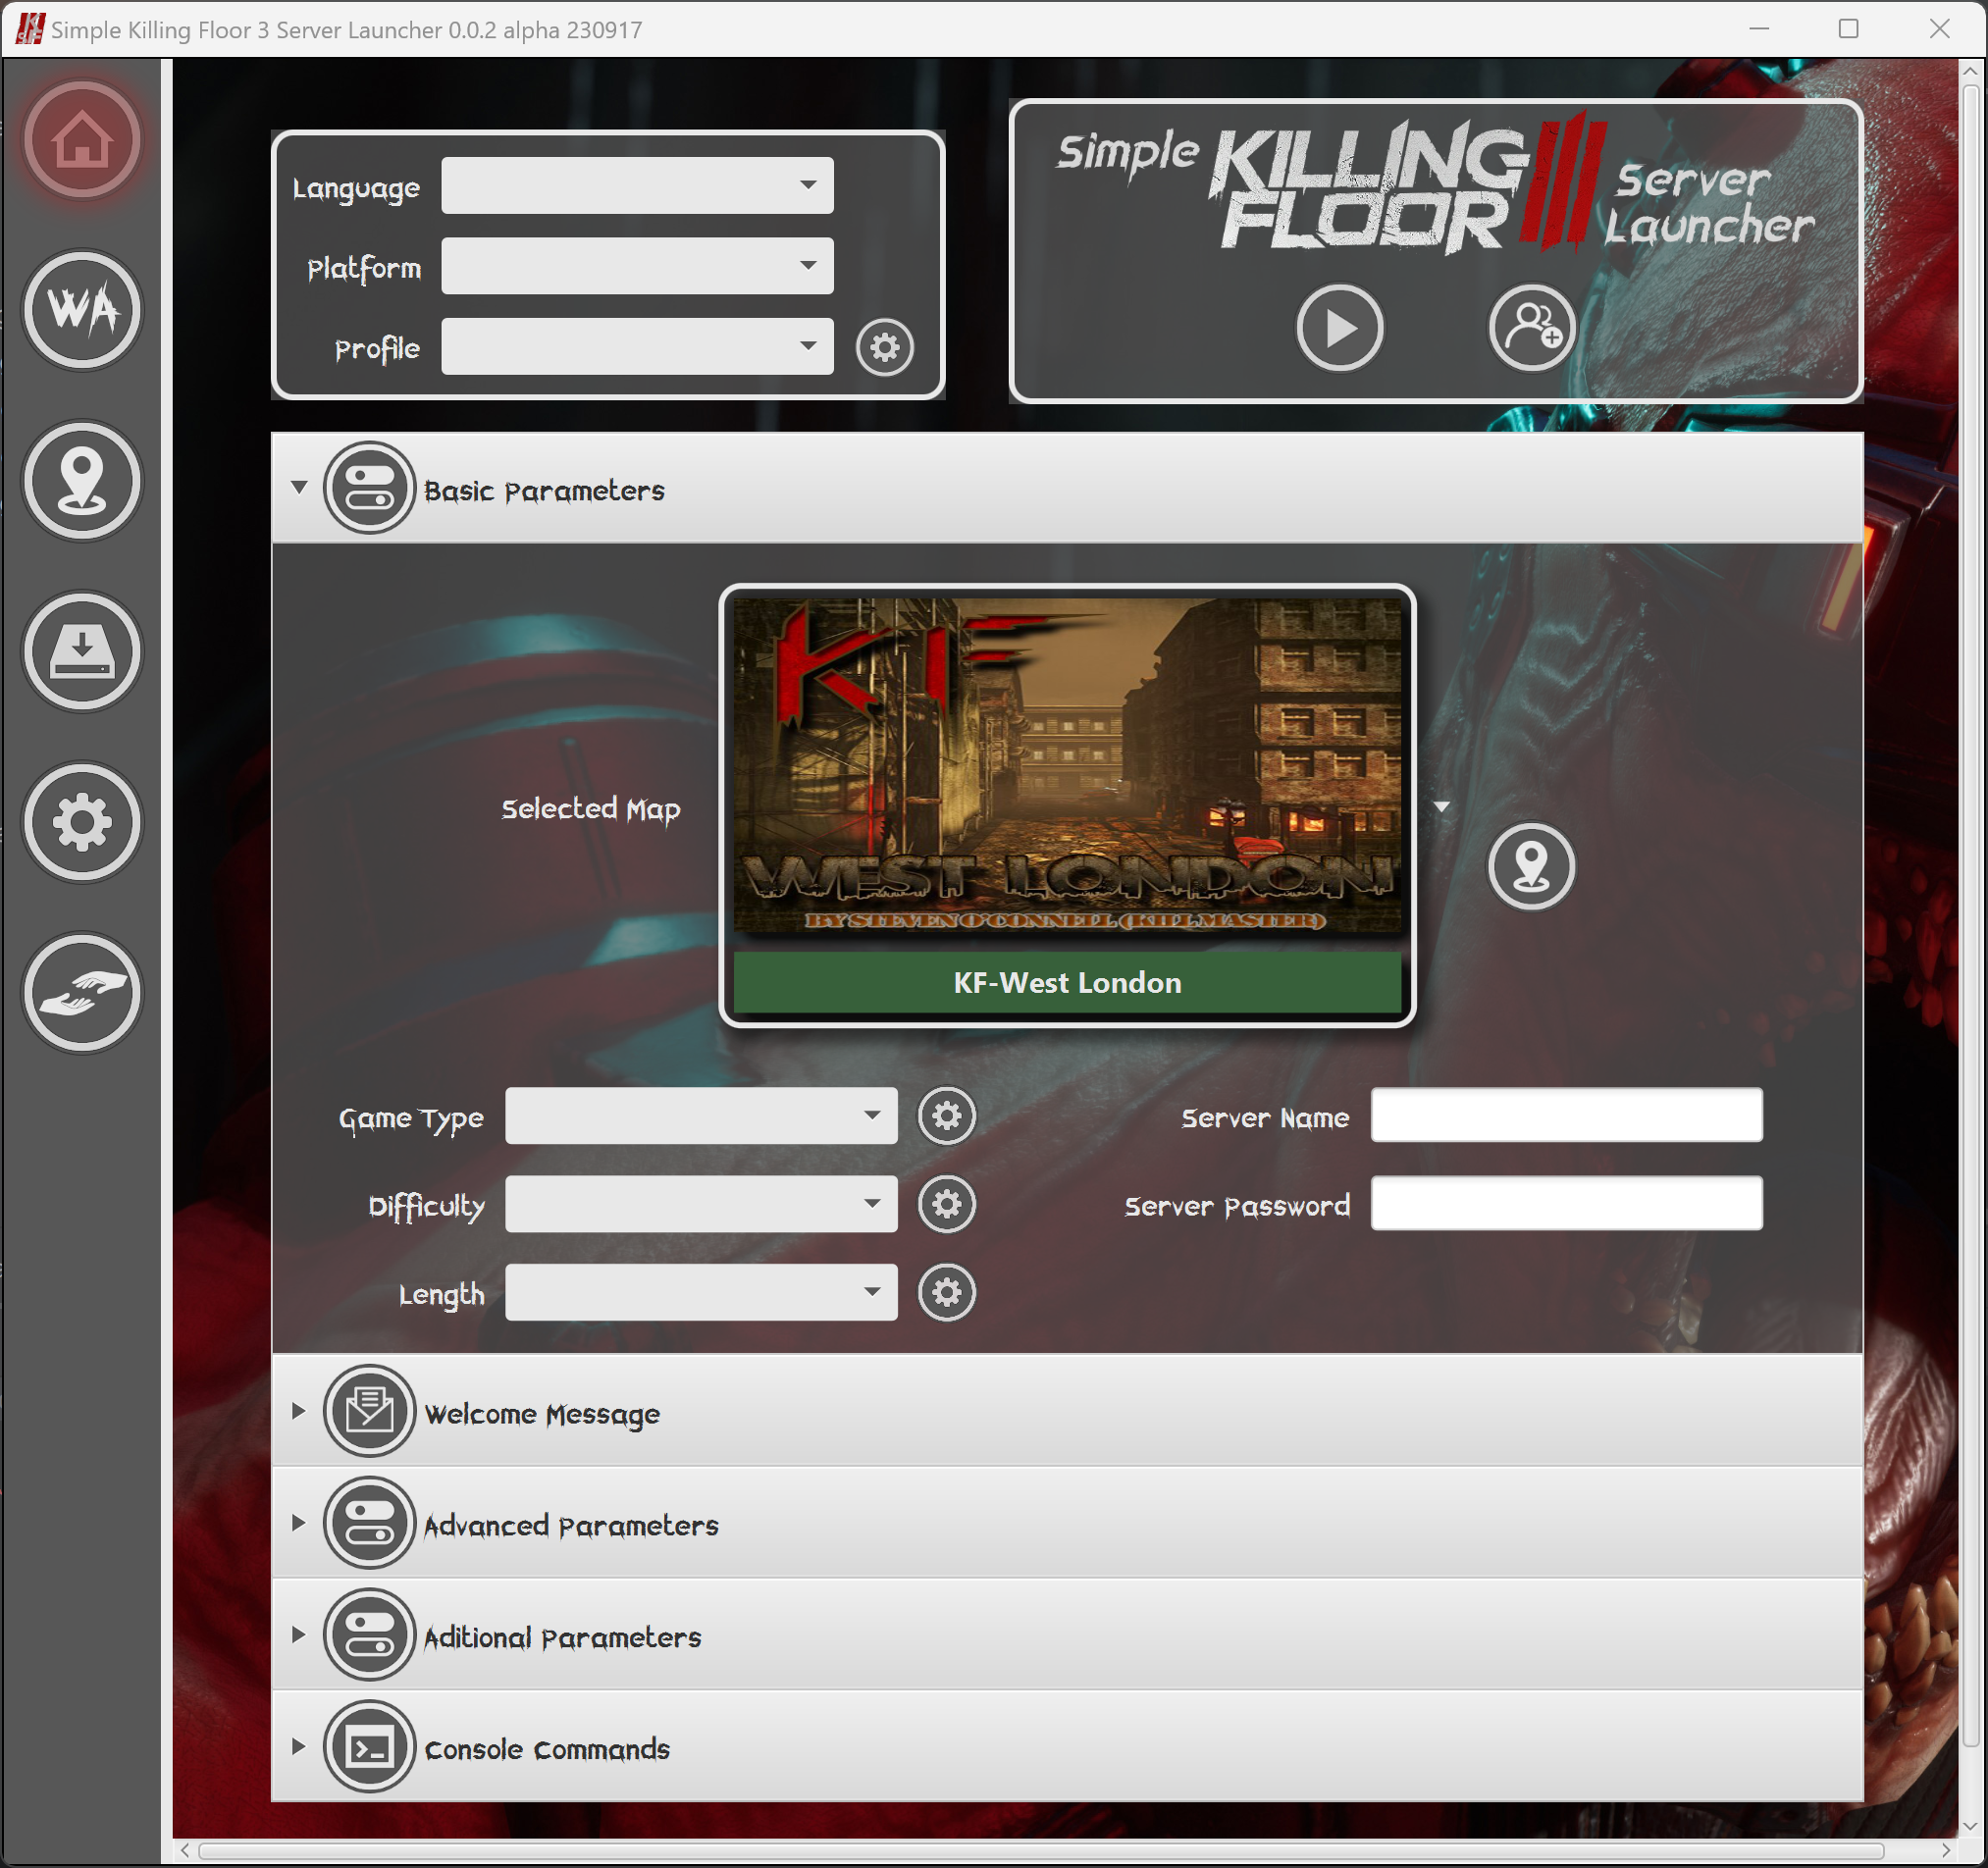 Simple Killing Floor 3 Server Launcher 0.0.2 alpha 230917
WA
Language
Platform
Profile
Simple
KILLING
FLOOR
Server
Launcher
Basic Parameters
Selected Map
KF
WEST LONDON
BY STEVEN O'CONNELL (KILLMASTER)
KF-West London
Game Type
Server Name
Difficulty
Server Password
Length
Welcome Message
Advanced Parameters
Aditional Parameters
Console Commands